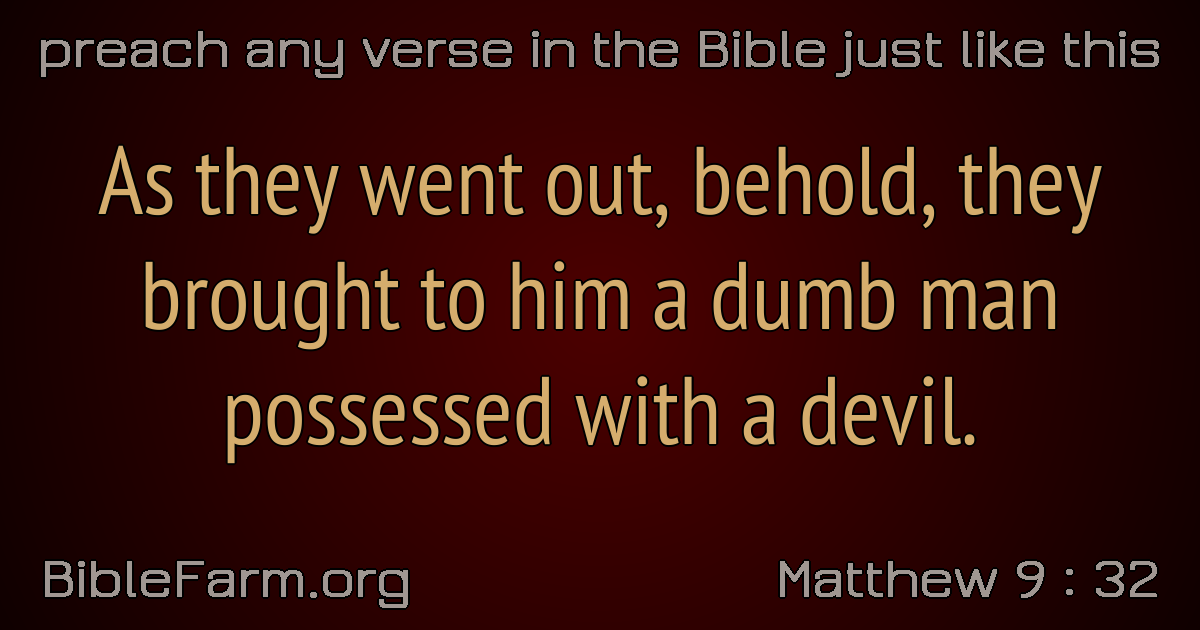 preach any verse in the Bible just like this
As they went out, behold, they
brought to him a dumb man
possessed with a devil.
BibleFarm.org
Matthew 9 : 32